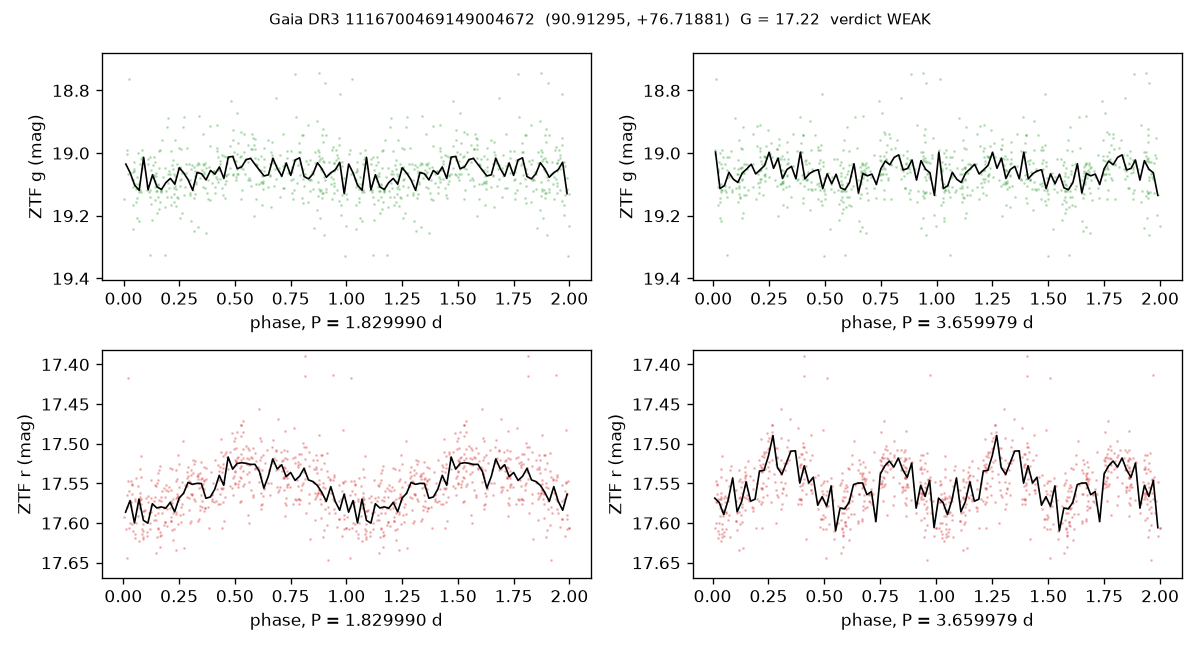 Gaia DR3 1116700469149004672 (90.91295, +76.71881) G = 17.22 verdict WEAK
ZTF g (mag)
18.8
19.0
19.2
19.4
0.00 0.25 0.50 0.75 1.00 1.25 1.50 1.75 2.00
phase, P = 1.829990 d
ZTF g (mag)
18.8
19.0
19.2
19.4
0.00 0.25 0.50 0.75 1.00 1.25 1.50 1.75 2.00
phase, P = 3.659979 d
ZTF r (mag)
17.40
17.45
17.50
17.55
17.60
17.65
0.00 0.25 0.50 0.75 1.00 1.25 1.50 1.75 2.00
phase, P = 1.829990 d
ZTF r (mag)
17.40
17.45
17.50
17.55
17.60
17.65
0.00 0.25 0.50 0.75 1.00 1.25 1.50 1.75 2.00
phase, P = 3.659979 d